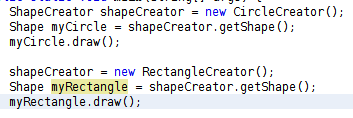 ShapeCreator shapeCreator = new CircleCreator();
Shape myCircle = shapeCreator.getShape();
myCircle.draw();
shapeCreator = new RectangleCreator();
Shape myRectangle = shapeCreator.getShape();
myRectangle.draw();